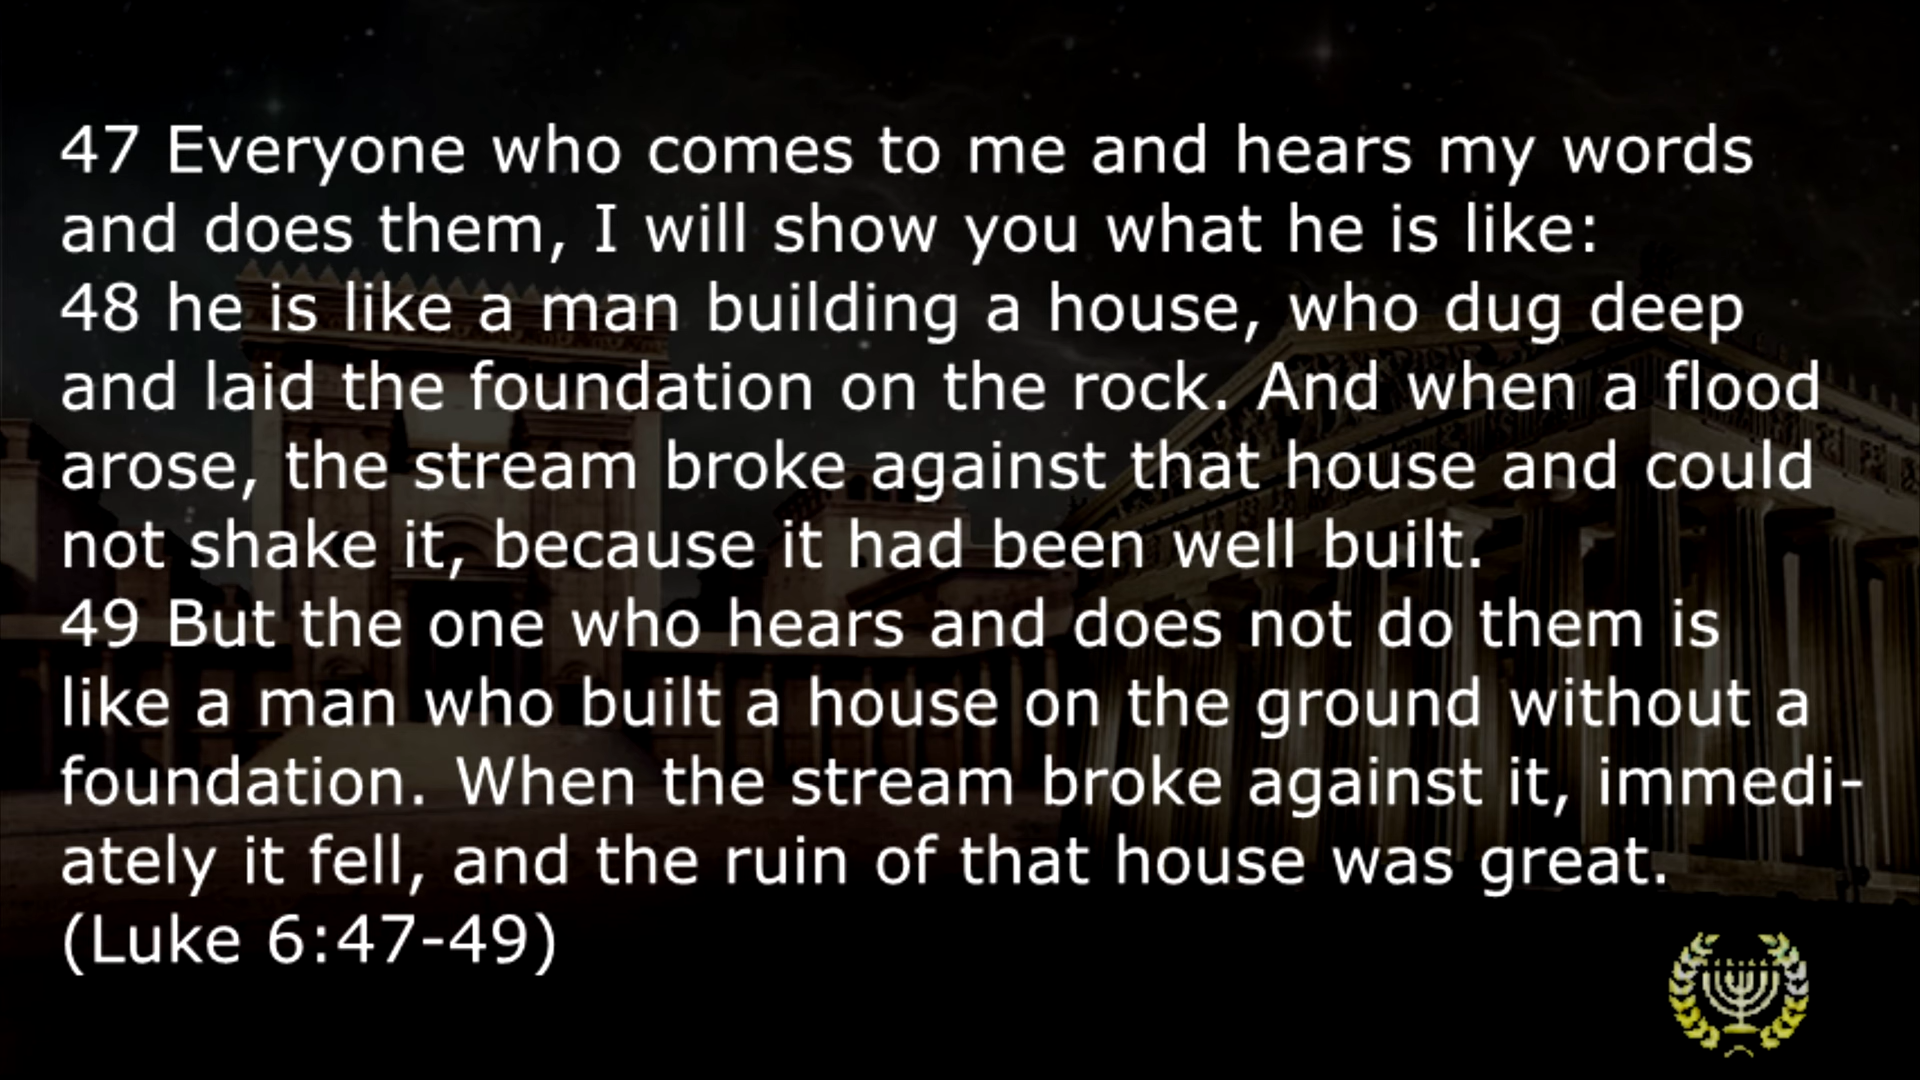 47 Everyone who comes to me and hears my words
and does them, I will show you what he is like:
48 he is like a man building a house, who dug deep
and laid the foundation on the rock. And when a flood
arose, the stream broke against that house and could
not shake it, because it had been well built.
49 But the one who hears and does not do them is
like a man who built a house on the ground without a
foundation. When the stream broke against it, immedi-
ately it fell, and the ruin of that house was great.
(Luke 6:47-49)